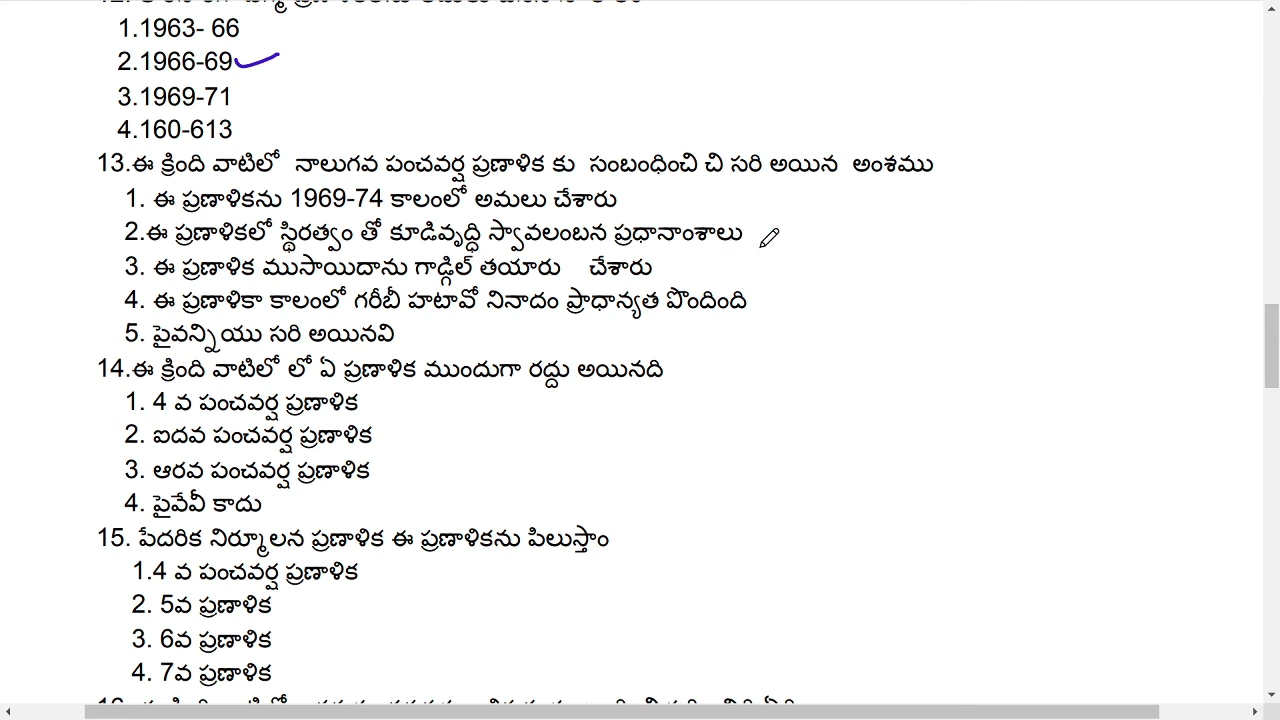 1.1963- 66
2.1966-69
3.1969-71
4.160-613
13.ఈ క్రింది వాటిలో  నాలుగవ పంచవర్ష ప్రణాళిక కు  సంబంధించి చి సరి అయిన  అంశము
1. ఈ ప్రణాళికను 1969-74 కాలంలో అమలు చేశారు
2.ఈ ప్రణాళికలో స్థిరత్వం తో కూడివృద్ధి స్వావలంబన ప్రధానాంశాలు
3. ఈ ప్రణాళిక ముసాయిదాను గాడ్గిల్ తయారు    చేశారు
4. ఈ ప్రణాళికా కాలంలో గరీబీ హటావో నినాదం ప్రాధాన్యత పొందింది
5. పైవన్నియు సరి అయినవి
14.ఈ క్రింది వాటిలో లో ఏ ప్రణాళిక ముందుగా రద్దు అయినది
1. 4 వ పంచవర్ష ప్రణాళిక
2. ఐదవ పంచవర్ష ప్రణాళిక
3. ఆరవ పంచవర్ష ప్రణాళిక
4. పైవేవీ కాదు
15. పేదరిక నిర్మూలన ప్రణాళిక ఈ ప్రణాళికను పిలుస్తాం
1.4 వ పంచవర్ష ప్రణాళిక
2. 5వ ప్రణాళిక
3. 6వ ప్రణాళిక
4. 7వ ప్రణాళిక